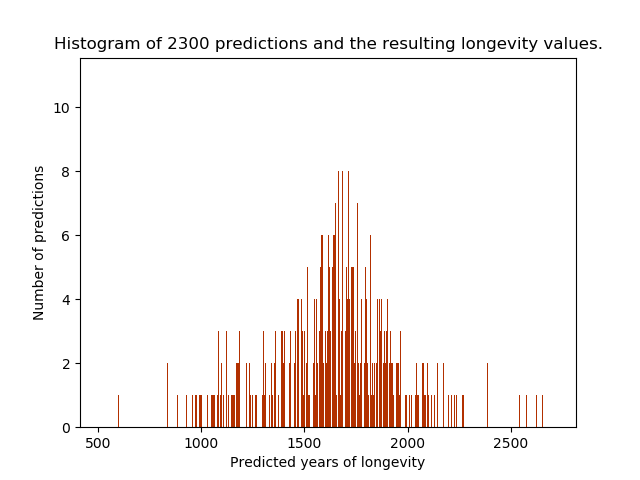 Histogram of 2300 predictions and the resulting longevity values.
10
8
6
4
2
0
Number of predictions
500 1000 1500 2000 2500
Predicted years of longevity